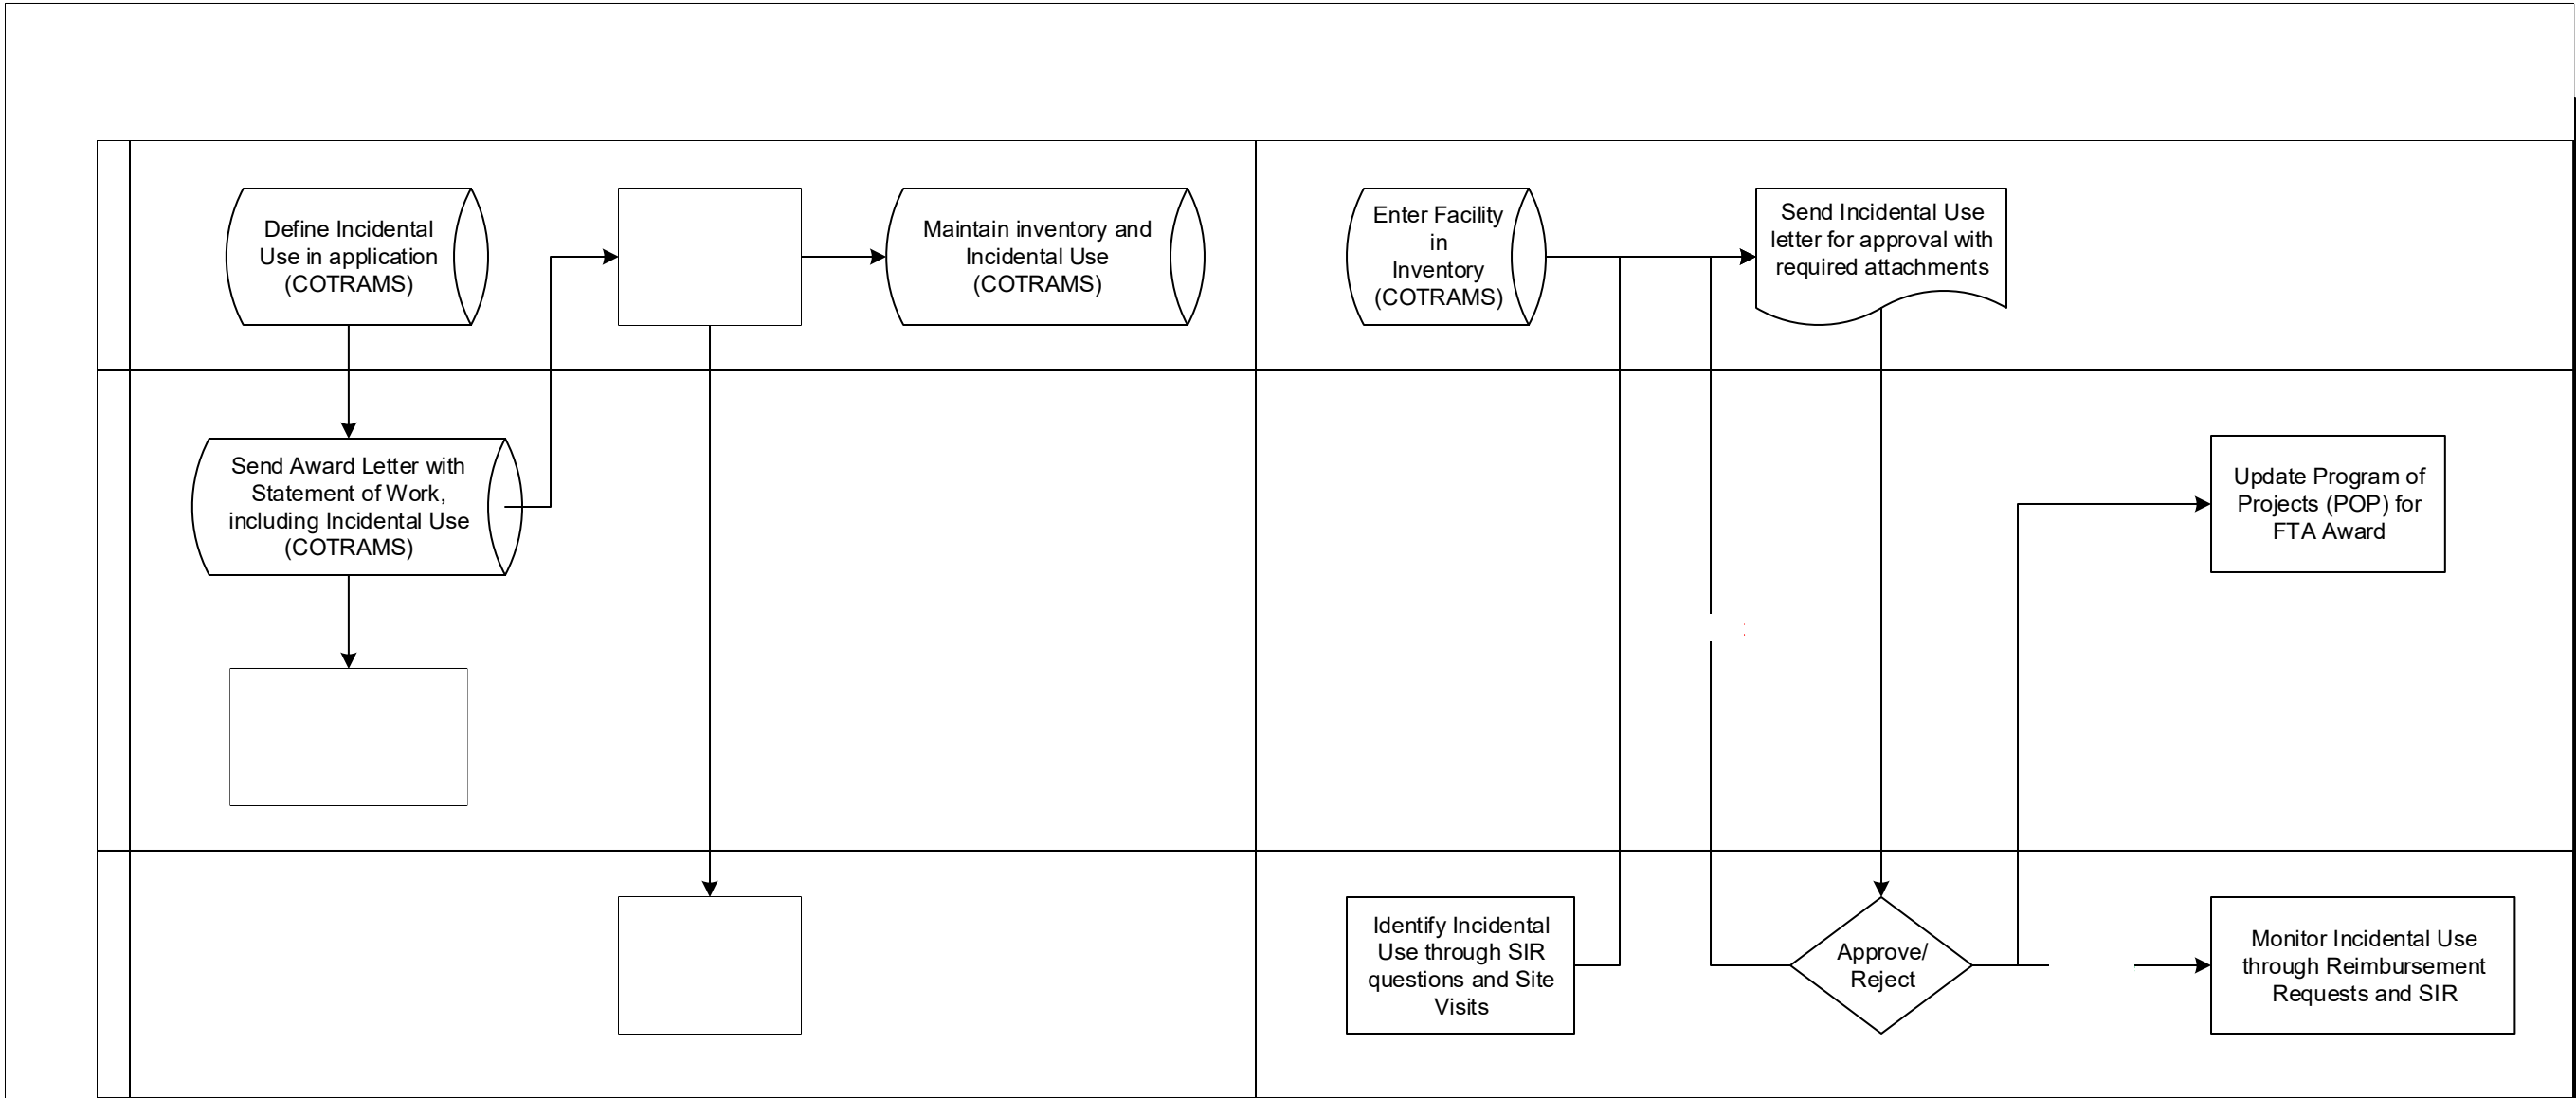 Define Incidental
Use in application
(COTRAMS)
Maintain inventory and
Incidental Use
(COTRAMS)
Enter Facility
in
Inventory
(COTRAMS)
Send Incidental Use
letter for approval with
required attachments
Send Award Letter with
Statement of Work,
including Incidental Use
(COTRAMS)
Update Program of
Projects (POP) for
FTA Award
Identify Incidental
Use through SIR
questions and Site
Visits
Approve/
Reject
Monitor Incidental Use
through Reimbursement
Requests and SIR